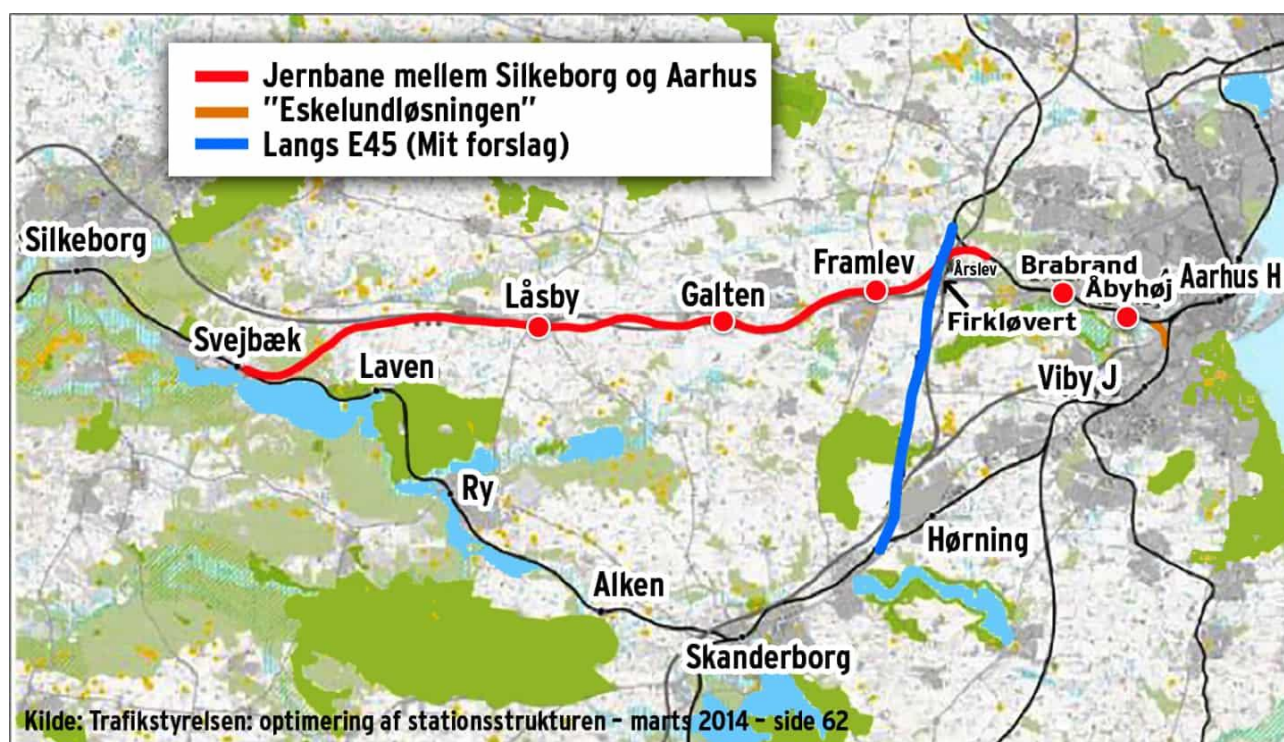 Jernbane mellem Silkeborg og Aarhus
"Eskelundløsningen"
Langs E45 (Mit forslag)
Silkeborg
Svejbæk
Laven
Ry
Alken
Skanderborg
Låsby
Galten
Framlev
Årslev
Firkløvert
Brabrand
Åbyhøj
Aarhus H
Viby J
Hørning
Kilde: Trafikstyrelsen: optimering af stationsstrukturen - marts 2014 - side 62